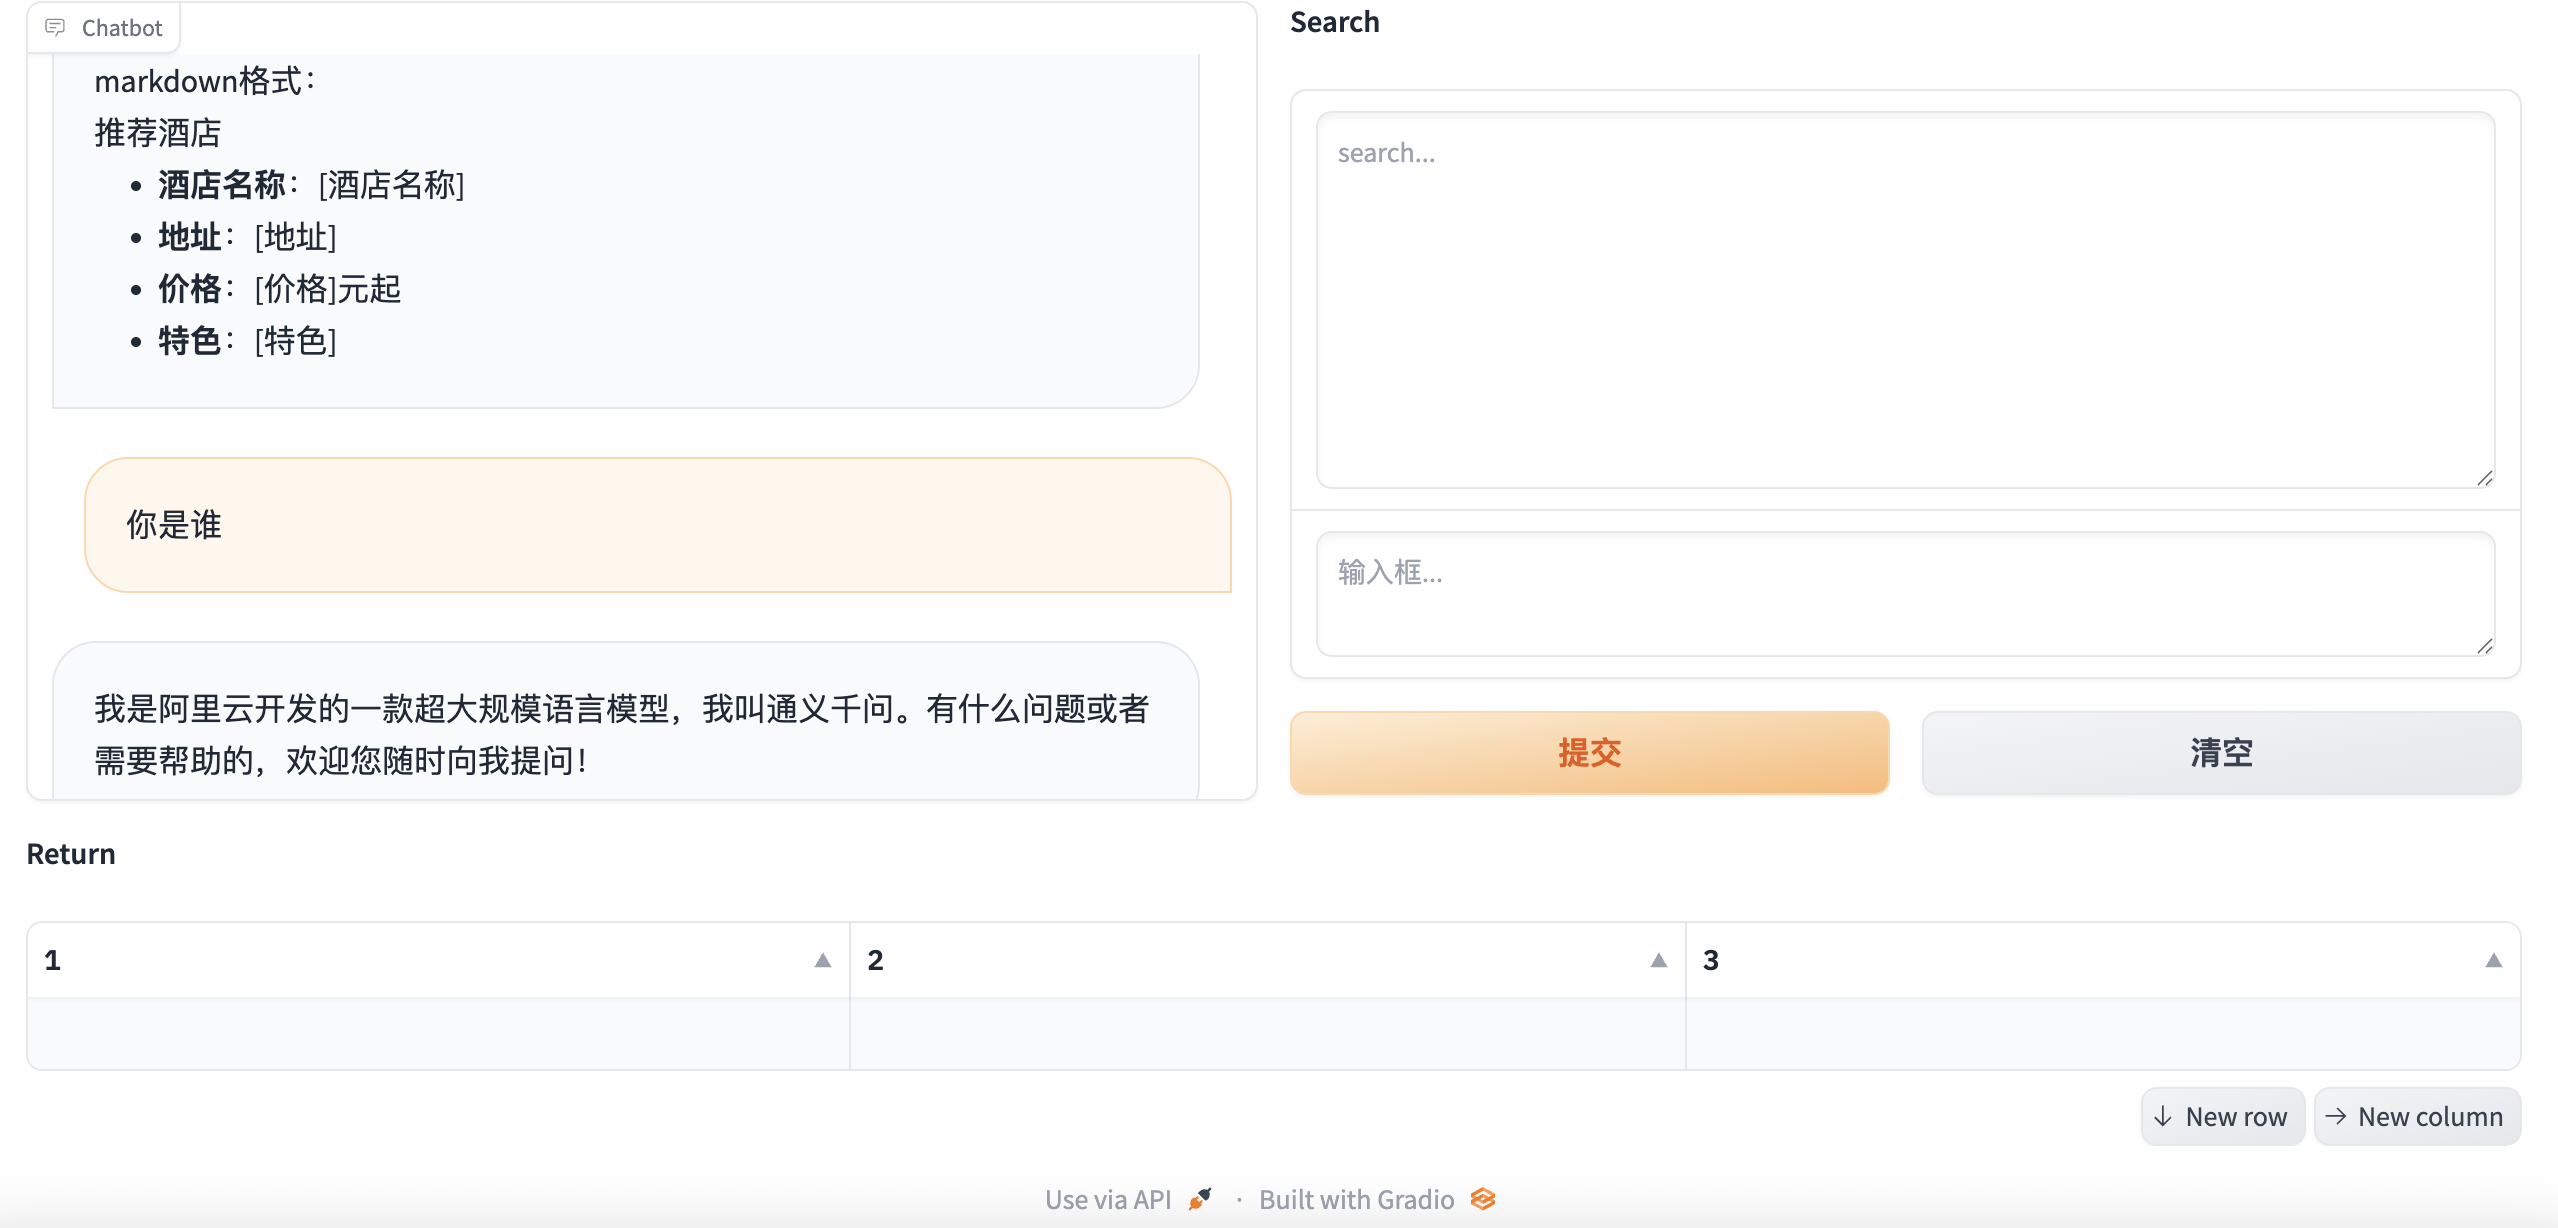 Chatbot
markdown格式：
推荐酒店
• 酒店名称：[酒店名称]
• 地址：[地址]
• 价格：[价格]元起
• 特色：[特色]
你是谁
我是阿里云开发的一款超大规模语言模型，我叫通义千问。有什么问题或者
需要帮助的，欢迎您随时向我提问！
Search
search...
输入框...
提交 清空
Return
1 2 3
New row New column
Use via API · Built with Gradio